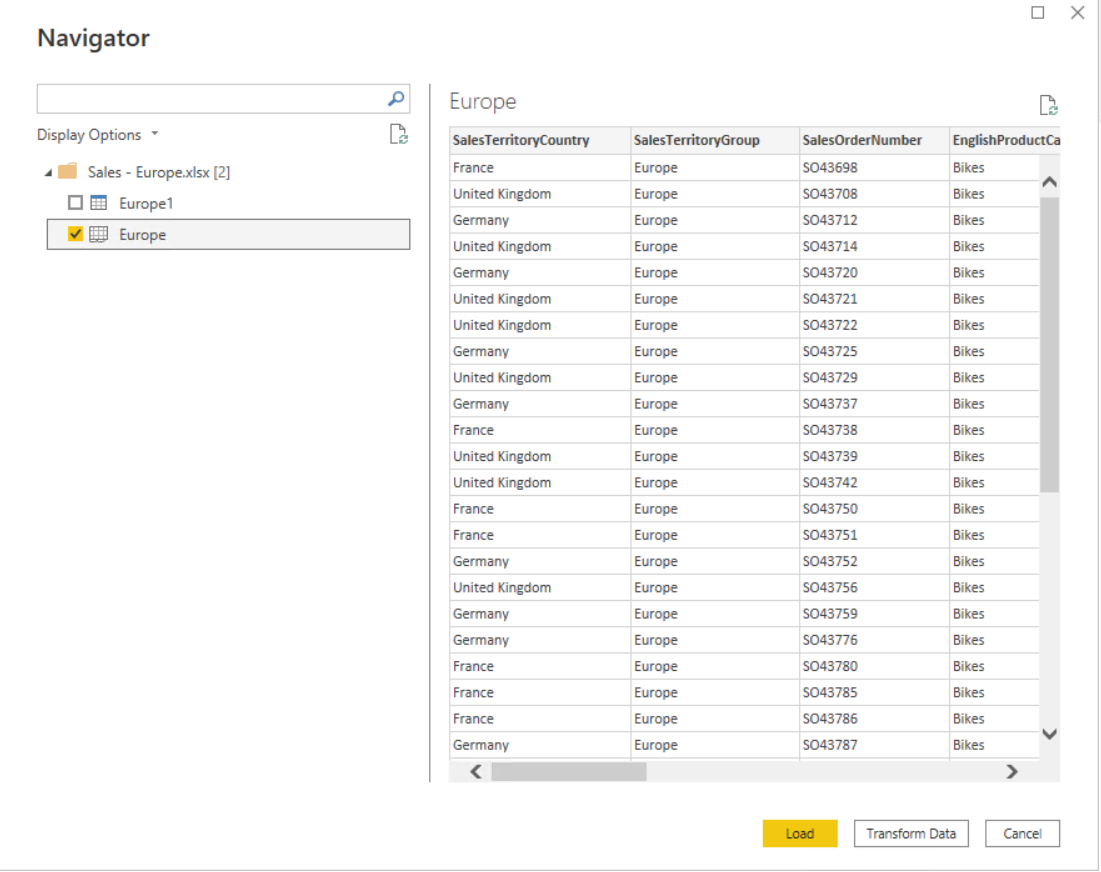 Navigator
Display Options
Sales - Europe.xlsx [2]
Europe1
Europe
Europe
SalesTerritoryCountry SalesTerritoryGroup SalesOrderNumber EnglishProductCa
France Europe SO43698 Bikes
United Kingdom Europe SO43708 Bikes
Germany Europe SO43712 Bikes
United Kingdom Europe SO43714 Bikes
Germany Europe SO43720 Bikes
United Kingdom Europe SO43721 Bikes
United Kingdom Europe SO43722 Bikes
Germany Europe SO43725 Bikes
United Kingdom Europe SO43729 Bikes
Germany Europe SO43737 Bikes
France Europe SO43738 Bikes
United Kingdom Europe SO43739 Bikes
United Kingdom Europe SO43742 Bikes
France Europe SO43750 Bikes
France Europe SO43751 Bikes
Germany Europe SO43752 Bikes
United Kingdom Europe SO43756 Bikes
Germany Europe SO43759 Bikes
Germany Europe SO43776 Bikes
France Europe SO43780 Bikes
France Europe SO43785 Bikes
France Europe SO43786 Bikes
Germany Europe SO43787 Bikes
Load Transform Data Cancel